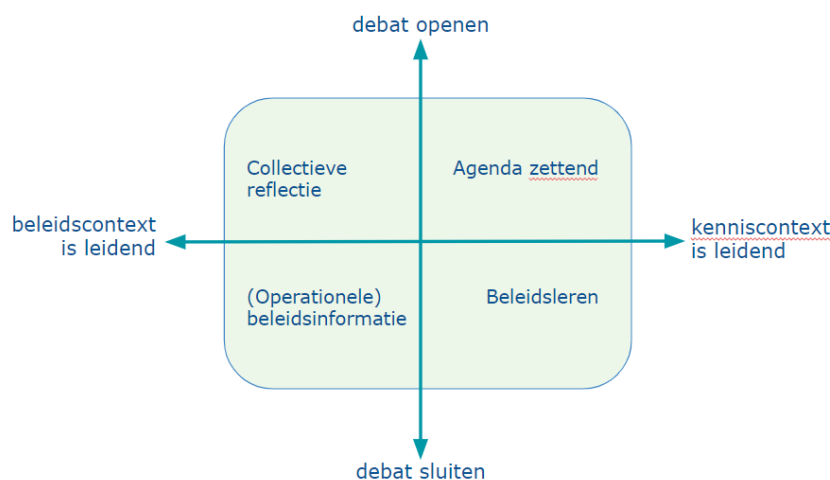 debat openen
Collectieve
reflectie
Agenda zettend
beleidscontext
is leidend
kenniscontext
is leidend
(Operationele)
beleidsinformatie
Beleidsleren
debat sluiten